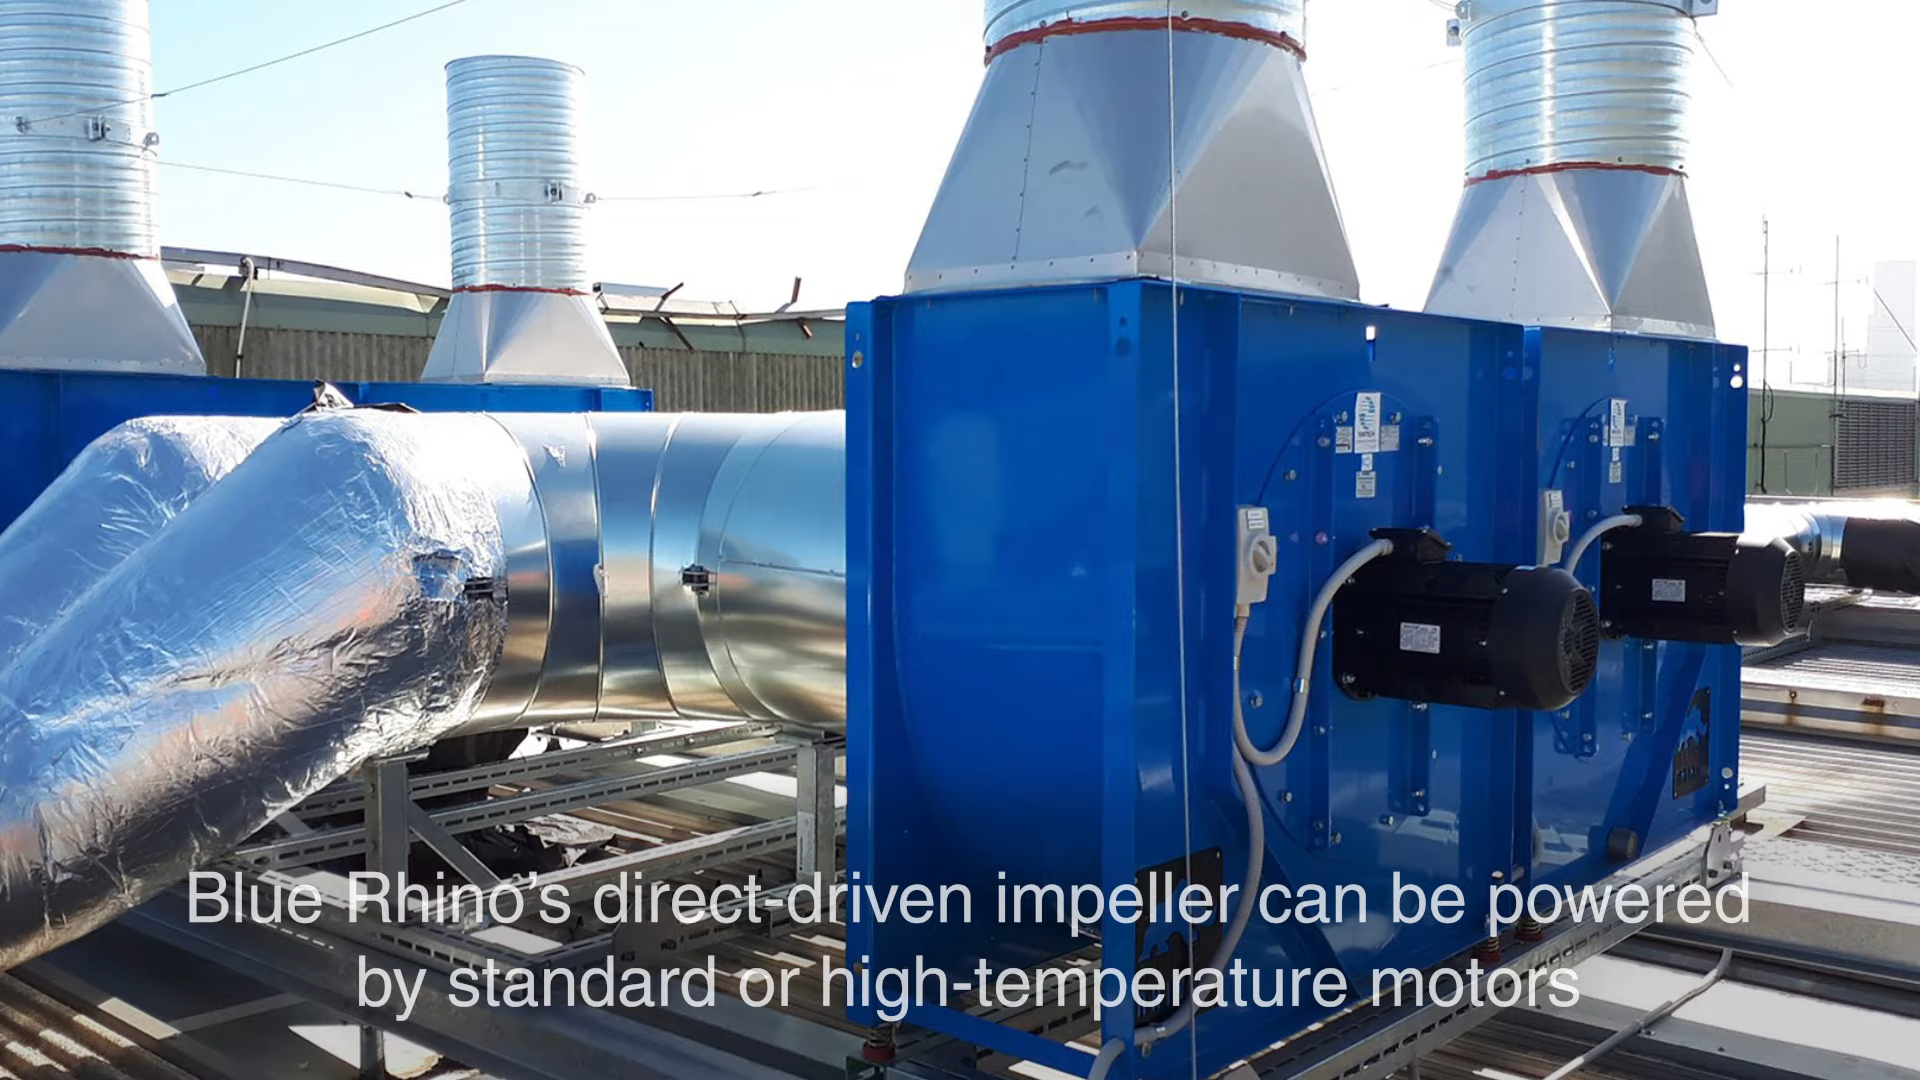 Blue Rhino’s direct-driven impeller can be powered
by standard or high-temperature motors